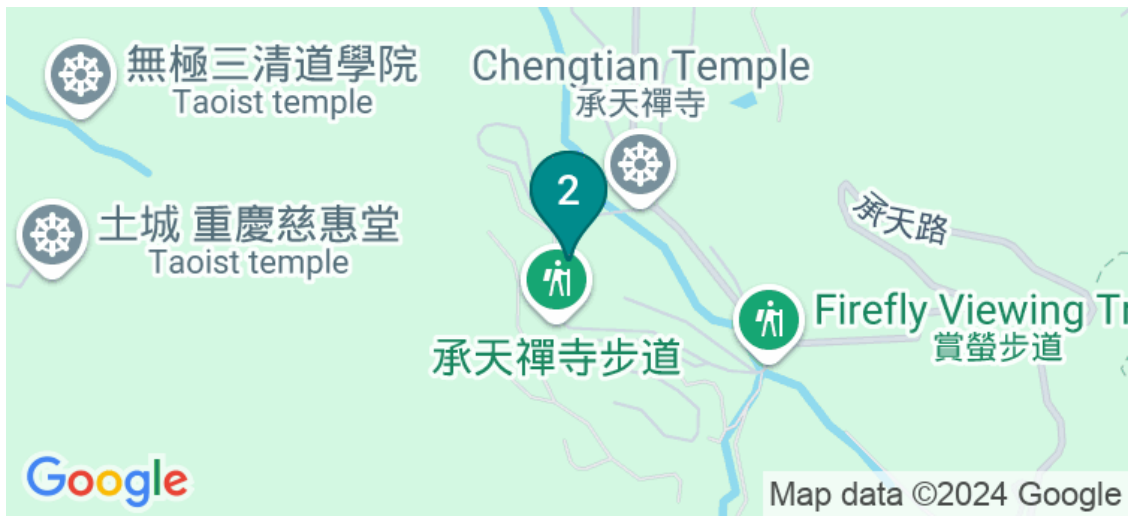 無極三清道學院
Taoist temple
Chengtian Temple
承天禪寺
2
承天路
土城 重慶慈惠堂
Taoist temple
Firefly Viewing Tr
賞螢步道
承天禪寺步道
Google
Map data ©2024 Google